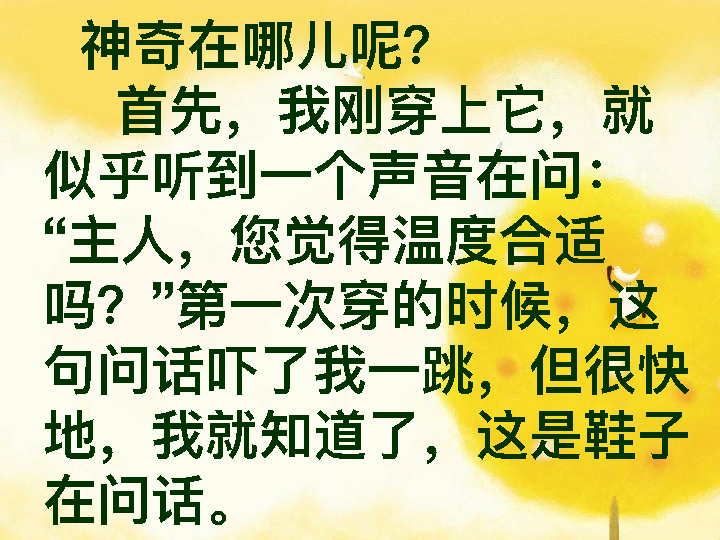 神奇在哪儿呢？
首先，我刚穿上它，就
似乎听到一个声音在问：
“主人，您觉得温度合适
吗？”第一次穿的时候，这
句问话吓了我一跳，但很快
地，我就知道了，这是鞋子
在问话。